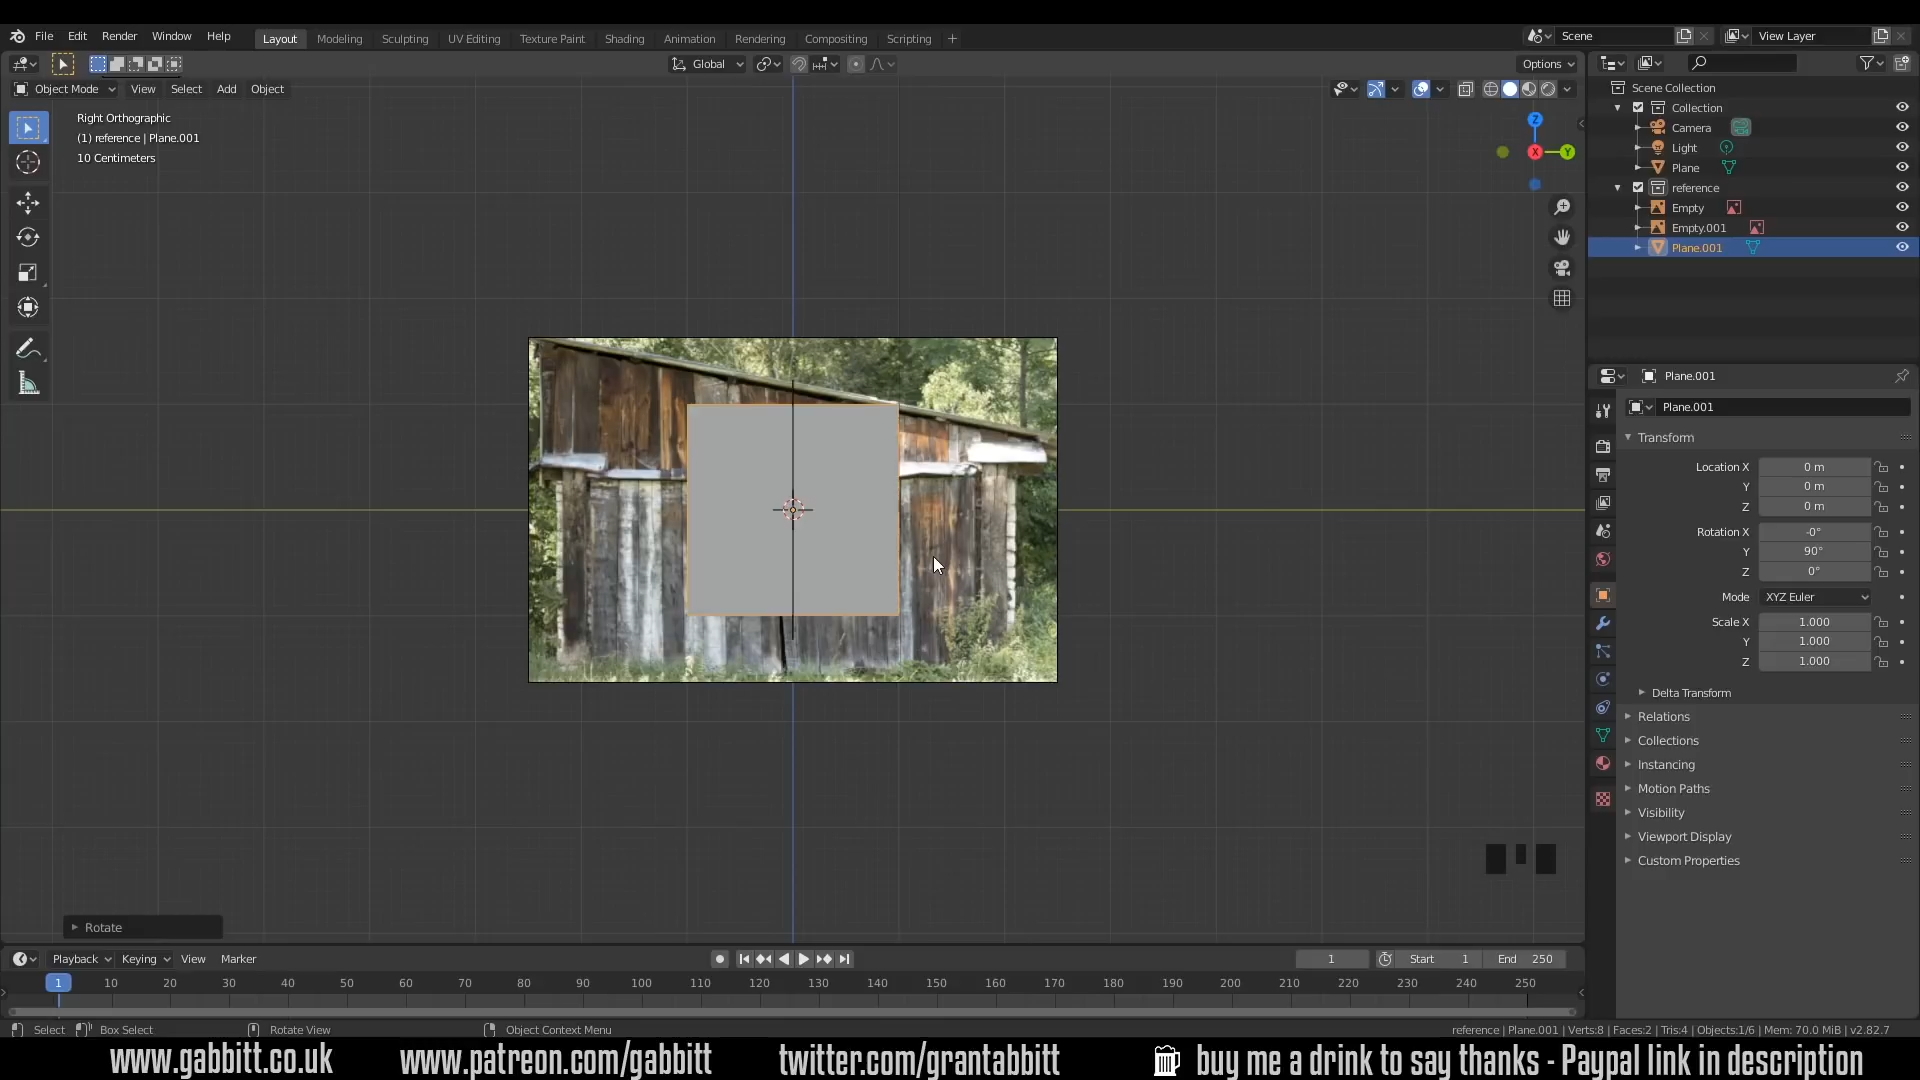 File Edit Render Window Help Layout Modeling Sculpting UV Editing Texture Paint Shading Animation Rendering Compositing Scripting + Scene View Layer
Global Options
Object Mode View Select Add Object
Right Orthographic
(1) reference | Plane.001
10 Centimeters
Z
X
Y
Scene Collection
Collection
Camera
Light
Plane
reference
Empty
Empty.001
Plane.001
Plane.001
Plane.001
Transform
Location X 0 m
Y 0 m
Z 0 m
Rotation X -0°
Y 90°
Z 0°
Mode XYZ Euler
Scale X 1.000
Y 1.000
Z 1.000
Delta Transform
Relations
Collections
Instancing
Motion Paths
Visibility
Viewport Display
Custom Properties
Rotate
Playback Keying View Marker 1 Start 1 End 250
1 10 20 30 40 50 60 70 80 90 100 110 120 130 140 150 160 170 180 190 200 210 220 230 240 250
Select Box Select Rotate View Object Context Menu reference | Plane.001 | Verts:8 | Faces:2 | Tris:4 | Objects:1/6 | Mem: 70.0 MiB | v2.82.7
www.gabbitt.co.uk www.patreon.com/gabbitt twitter.com/grantabbitt buy me a drink to say thanks - Paypal link in description